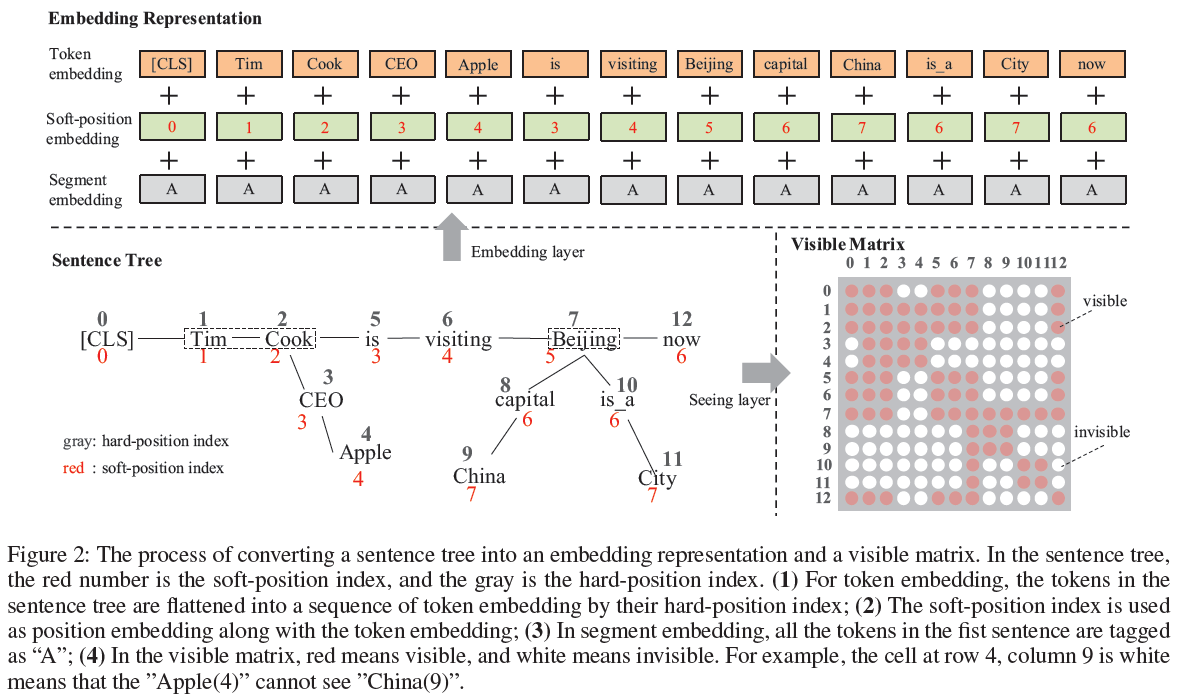 Embedding Representation
Token embedding [CLS] Tim Cook CEO Apple is visiting Beijing capital China is_a City now
+ + + + + + + + + + + + +
Soft-position embedding 0 1 2 3 4 3 4 5 6 7 6 7 6
+ + + + + + + + + + + + +
Segment embedding A A A A A A A A A A A A A
Embedding layer
Sentence Tree
0 1 2 5 6 7 12
[CLS] Tim Cook is visiting Beijing now
0 1 2 3 4 5 6
3 8 10
CEO capital is_a
3 6 6
4 9 11
Apple China City
4 7 7
gray: hard-position index
red : soft-position index
Seeing layer
Visible Matrix
0 1 2 3 4 5 6 7 8 9 10 11 12
0
1
2
3
4
5
6
7
8
9
10
11
12
visible
invisible
Figure 2: The process of converting a sentence tree into an embedding representation and a visible matrix. In the sentence tree,
the red number is the soft-position index, and the gray is the hard-position index. (1) For token embedding, the tokens in the
sentence tree are flattened into a sequence of token embedding by their hard-position index; (2) The soft-position index is used
as position embedding along with the token embedding; (3) In segment embedding, all the tokens in the fist sentence are tagged
as “A”; (4) In the visible matrix, red means visible, and white means invisible. For example, the cell at row 4, column 9 is white
means that the ”Apple(4)” cannot see ”China(9)”.